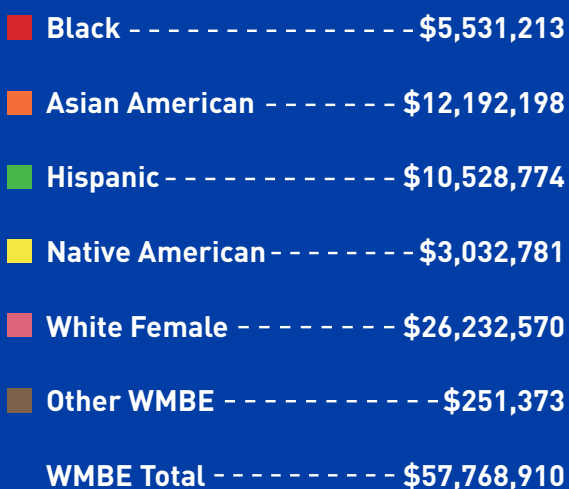 Black - - - - - - - - - - - - - - - - $5,531,213
Asian American - - - - - - - $12,192,198
Hispanic - - - - - - - - - - - - $10,528,774
Native American - - - - - - - - $3,032,781
White Female - - - - - - - - $26,232,570
Other WMBE - - - - - - - - - - - $251,373
WMBE Total - - - - - - - - - - $57,768,910